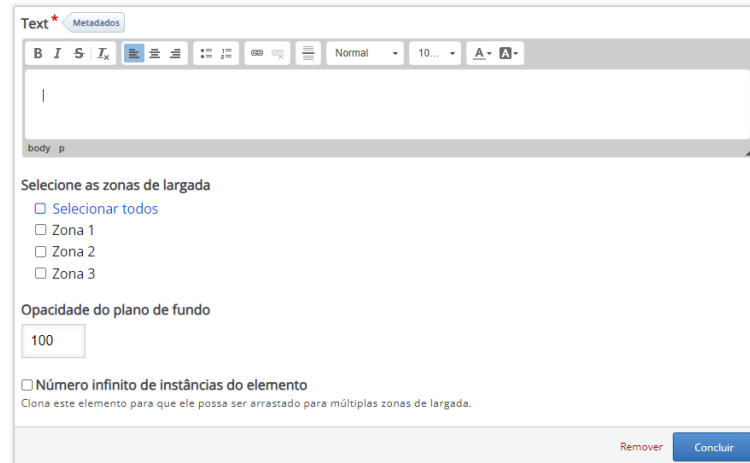 Text * Metadados
B I S Ix Normal 10... A A
body p
Selecione as zonas de largada
Selecionar todos
Zona 1
Zona 2
Zona 3
Opacidade do plano de fundo
100
Número infinito de instâncias do elemento
Clona este elemento para que ele possa ser arrastado para múltiplas zonas de largada.
Remover Concluir